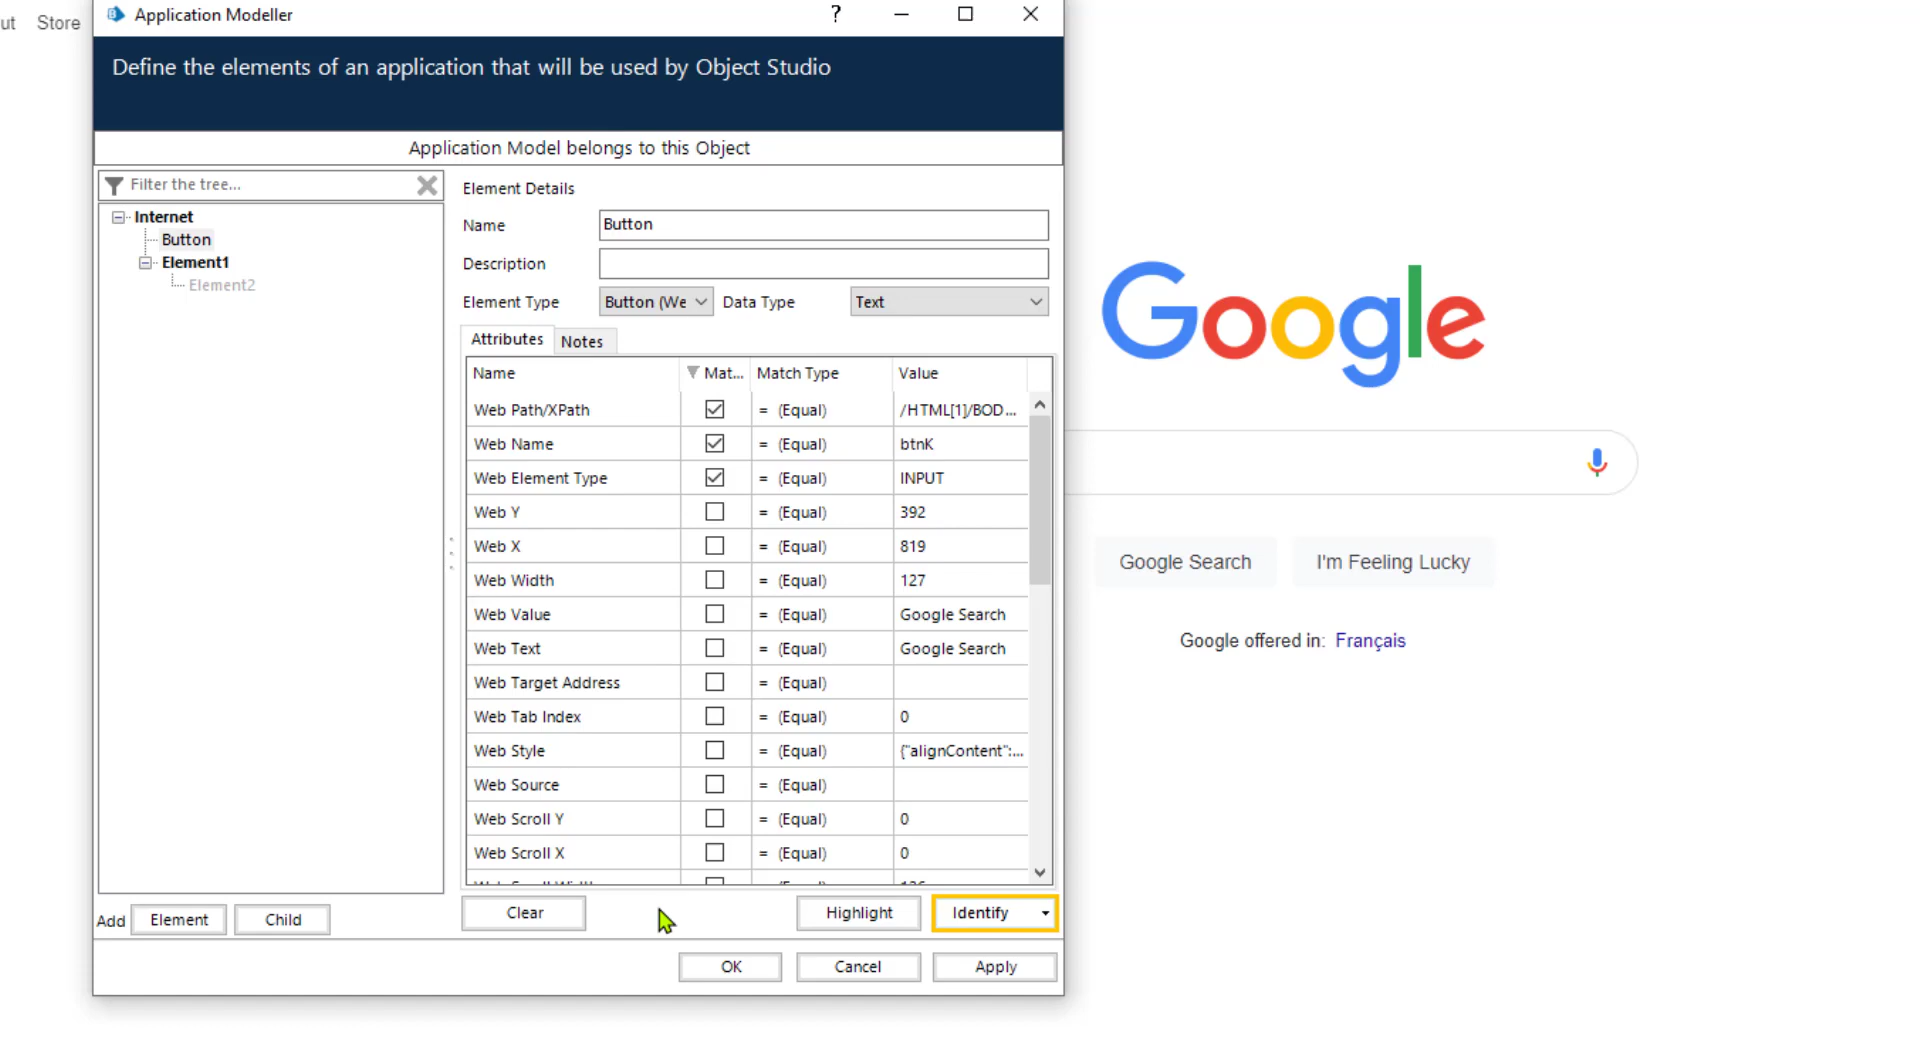 ut Store
Application Modeller
?
Define the elements of an application that will be used by Object Studio
Application Model belongs to this Object
Filter the tree...
Internet
Button
Element1
Element2
Add Element Child
Element Details
Name Button
Description
Element Type Button (We Data Type Text
Attributes Notes
Name Mat... Match Type Value
Web Path/XPath = (Equal) /HTML[1]/BOD...
Web Name = (Equal) btnK
Web Element Type = (Equal) INPUT
Web Y = (Equal) 392
Web X = (Equal) 819
Web Width = (Equal) 127
Web Value = (Equal) Google Search
Web Text = (Equal) Google Search
Web Target Address = (Equal)
Web Tab Index = (Equal) 0
Web Style = (Equal) {"alignContent":...
Web Source = (Equal)
Web Scroll Y = (Equal) 0
Web Scroll X = (Equal) 0
Clear Highlight Identify
OK Cancel Apply
Google
Google Search I'm Feeling Lucky
Google offered in: Français